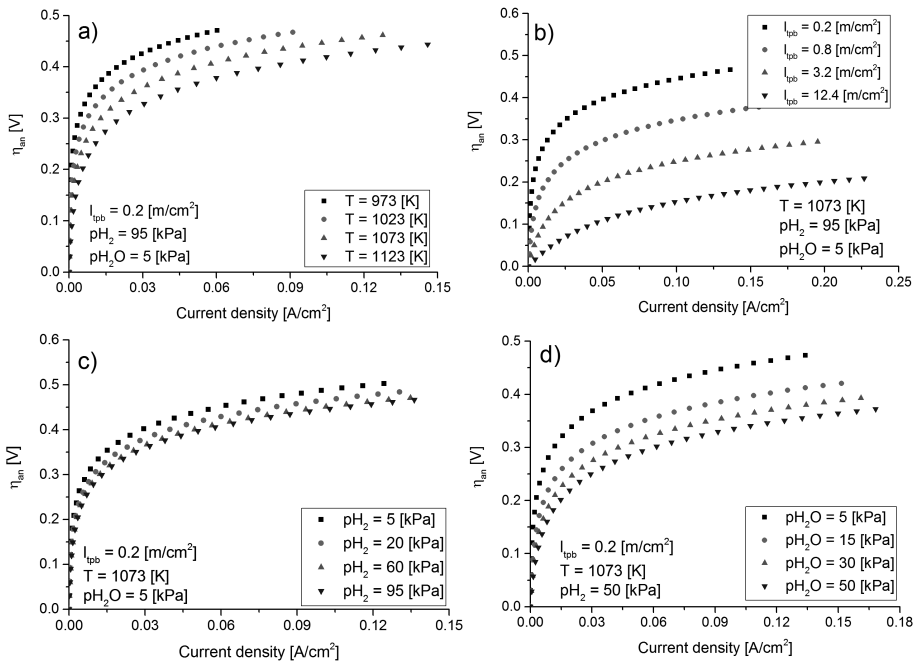 a)
η_an [V]
0.5
0.4
0.3
0.2
0.1
0.0
l_tpb = 0.2 [m/cm²]
pH₂ = 95 [kPa]
pH₂O = 5 [kPa]
T = 973 [K]
T = 1023 [K]
T = 1073 [K]
T = 1123 [K]
0.00 0.03 0.06 0.09 0.12 0.15
Current density [A/cm²]
b)
η_an [V]
0.6
0.5
0.4
0.3
0.2
0.1
0.0
l_tpb = 0.2 [m/cm²]
l_tpb = 0.8 [m/cm²]
l_tpb = 3.2 [m/cm²]
l_tpb = 12.4 [m/cm²]
T = 1073 [K]
pH₂ = 95 [kPa]
pH₂O = 5 [kPa]
0.00 0.05 0.10 0.15 0.20 0.25
Current density [A/cm²]
c)
η_an [V]
0.6
0.5
0.4
0.3
0.2
0.1
0.0
l_tpb = 0.2 [m/cm²]
T = 1073 [K]
pH₂O = 5 [kPa]
pH₂ = 5 [kPa]
pH₂ = 20 [kPa]
pH₂ = 60 [kPa]
pH₂ = 95 [kPa]
0.00 0.03 0.06 0.09 0.12 0.15
Current density [A/cm²]
d)
η_an [V]
0.5
0.4
0.3
0.2
0.1
0.0
l_tpb = 0.2 [m/cm²]
T = 1073 [K]
pH₂ = 50 [kPa]
pH₂O = 5 [kPa]
pH₂O = 15 [kPa]
pH₂O = 30 [kPa]
pH₂O = 50 [kPa]
0.00 0.03 0.06 0.09 0.12 0.15 0.18
Current density [A/cm²]